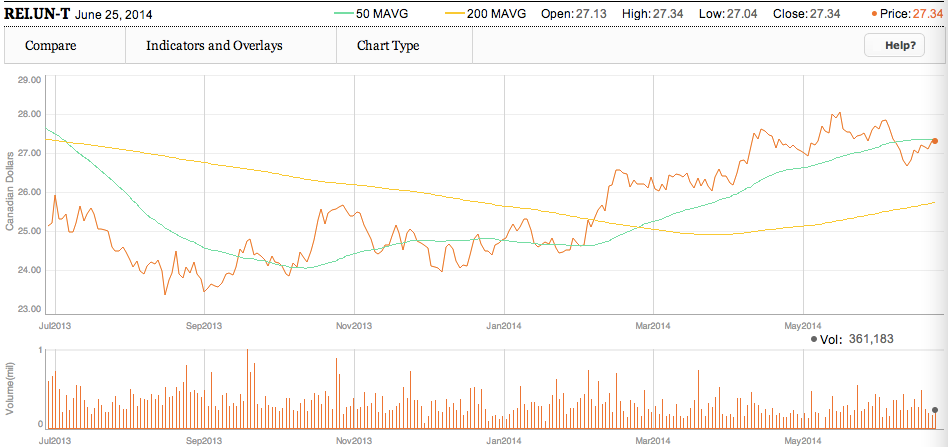 REI.UN-T June 25, 2014 50 MAVG 200 MAVG Open: 27.13 High: 27.34 Low: 27.04 Close: 27.34 Price: 27.34
Compare Indicators and Overlays Chart Type Help?
29.00
28.00
27.00
26.00
25.00
24.00
23.00
Canadian Dollars
Jul2013 Sep2013 Nov2013 Jan2014 Mar2014 May2014
Vol: 361,183
1
0
Volume(mil)
Jul2013 Sep2013 Nov2013 Jan2014 Mar2014 May2014